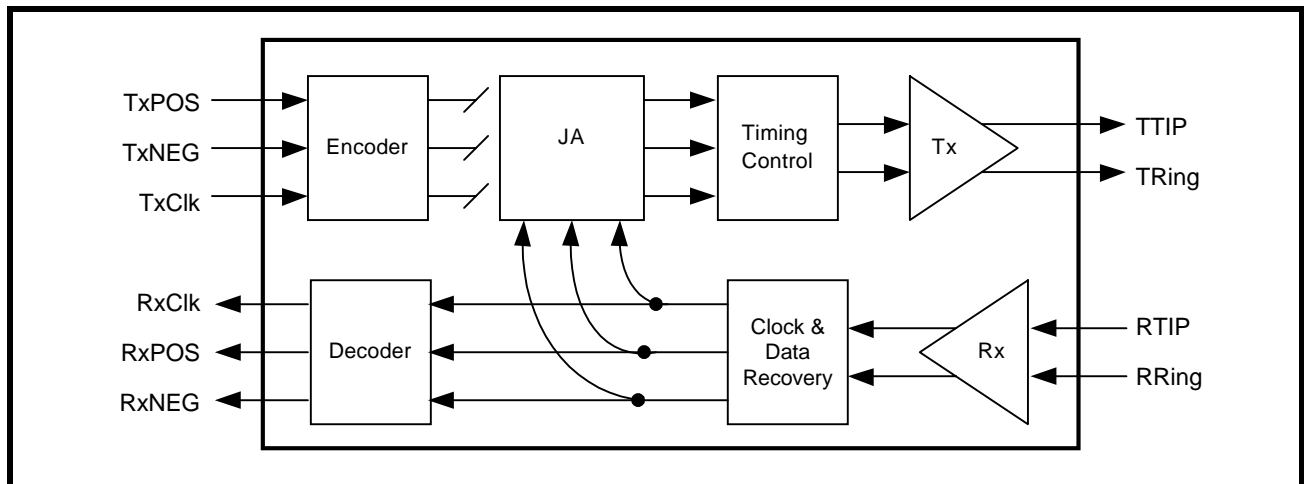 TxPOS
TxNEG
TxClk
Encoder
JA
Timing
Control
Tx
TTIP
TRing
RxClk
RxPOS
RxNEG
Decoder
Clock &
Data
Recovery
Rx
RTIP
RRing